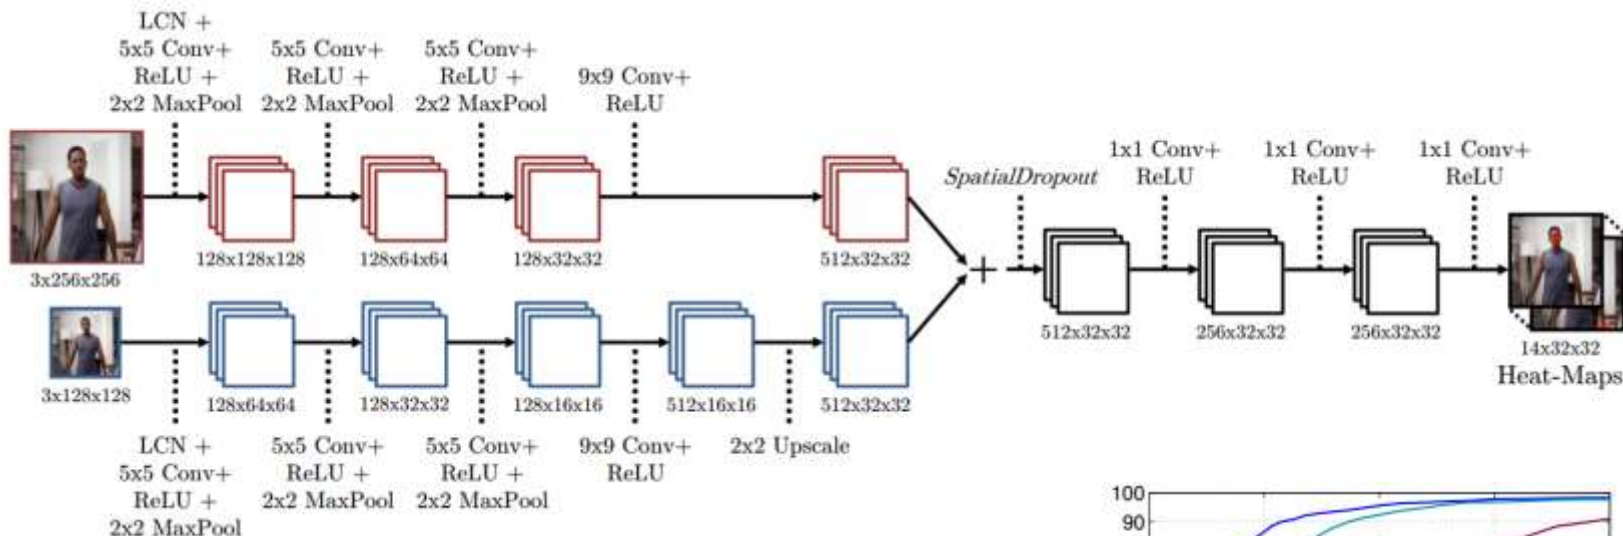 LCN +
5x5 Conv+
ReLU +
2x2 MaxPool
5x5 Conv+
ReLU +
2x2 MaxPool
5x5 Conv+
ReLU +
2x2 MaxPool
9x9 Conv+
ReLU
3x256x256
128x128x128
128x64x64
128x32x32
512x32x32
3x128x128
128x64x64
128x32x32
128x16x16
512x16x16
512x32x32
LCN +
5x5 Conv+
ReLU +
2x2 MaxPool
5x5 Conv+
ReLU +
2x2 MaxPool
5x5 Conv+
ReLU +
2x2 MaxPool
9x9 Conv+
ReLU
2x2 Upscale
+
SpatialDropout
1x1 Conv+
ReLU
1x1 Conv+
ReLU
1x1 Conv+
ReLU
512x32x32
256x32x32
256x32x32
14x32x32
Heat-Maps
100
90